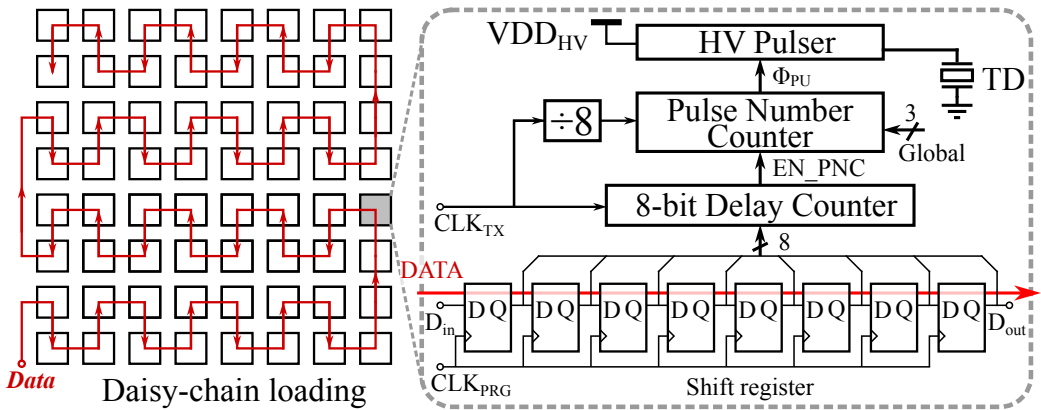 VDD_HV
HV Pulser
TD
Φ_PU
÷8
Pulse Number
Counter
3
Global
EN_PNC
CLK_TX
8-bit Delay Counter
8
DATA
D_in
D Q
D Q
D Q
D Q
D Q
D Q
D Q
D Q
D_out
CLK_PRG
Shift register
Data
Daisy-chain loading